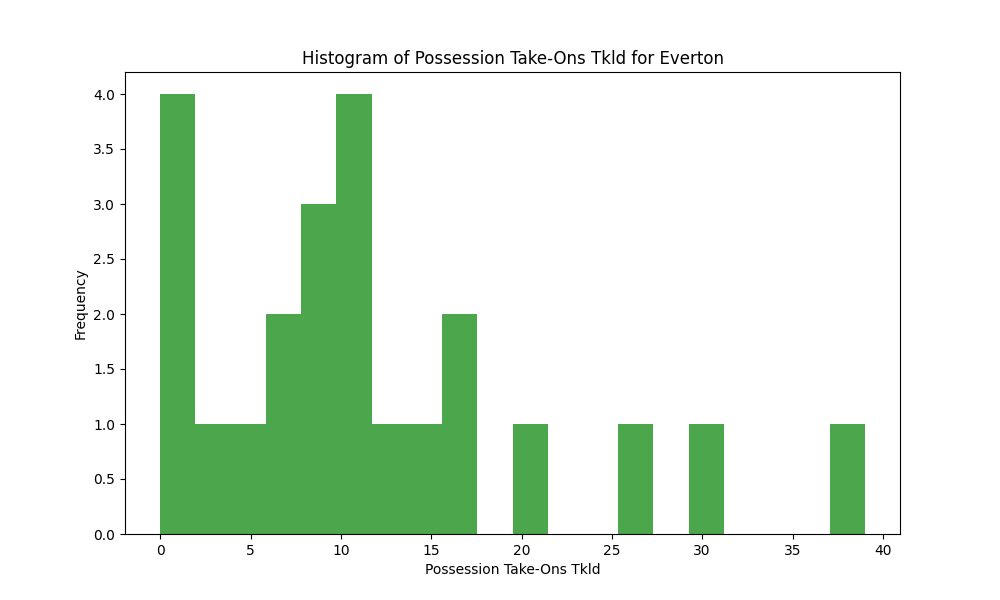 Histogram of Possession Take-Ons Tkld for Everton
4.0
3.5
3.0
2.5
2.0
1.5
1.0
0.5
0.0
Frequency
0 5 10 15 20 25 30 35 40
Possession Take-Ons Tkld